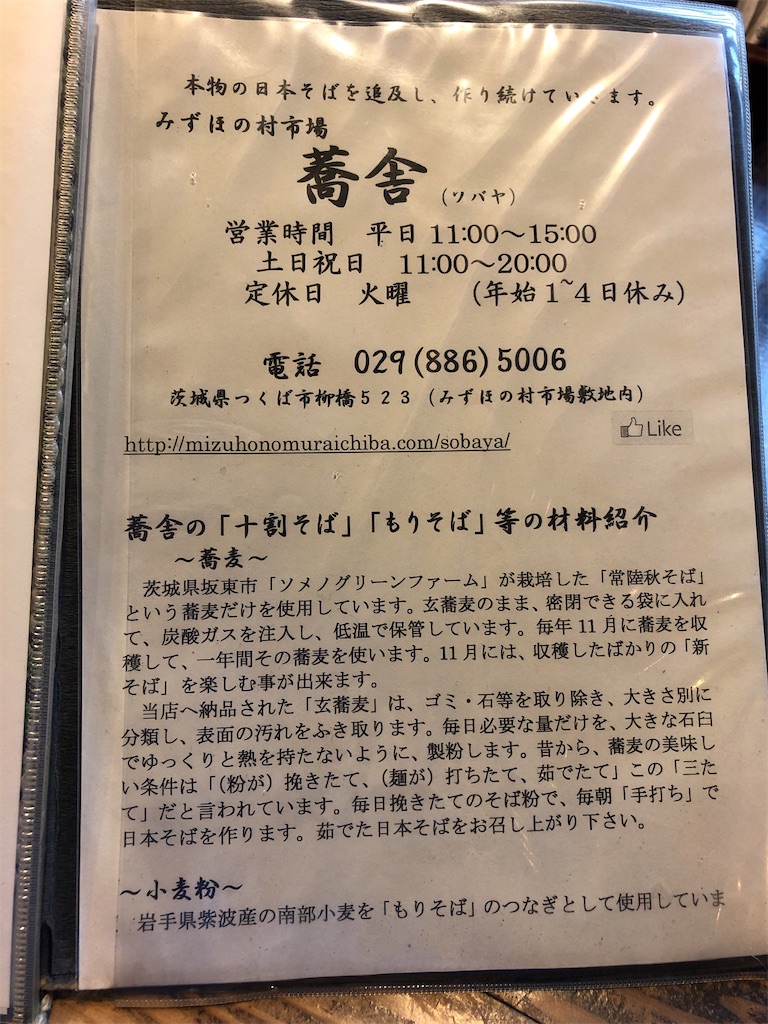 本物の日本そばを追及し、作り続けています。
みずほの村市場
蕎舎 (ソバヤ)
営業時間 平日 11:00～15:00
土日祝日 11:00～20:00
定休日 火曜 (年始1~4日休み)
電話 029(886)5006
茨城県つくば市柳橋523 (みずほの村市場敷地内)
Like
http://mizuhonomuraichiba.com/sobaya/
蕎舎の「十割そば」「もりそば」等の材料紹介
～蕎麦～
茨城県坂東市「ソメノグリーンファーム」が栽培した「常陸秋そば」
という蕎麦だけを使用しています。玄蕎麦のまま、密閉できる袋に入れ
て、炭酸ガスを注入し、低温で保管しています。毎年11月に蕎麦を収
穫して、一年間その蕎麦を使います。11月には、収穫したばかりの「新
そば」を楽しむ事が出来ます。
当店へ納品された「玄蕎麦」は、ゴミ・石等を取り除き、大きさ別に
分類し、表面の汚れをふき取ります。毎日必要な量だけを、大きな石臼
でゆっくりと熱を持たないように、製粉します。昔から、蕎麦の美味し
い条件は「(粉が)挽きたて、(麺が)打ちたて、茹でたて」この「三た
て」だと言われています。毎日挽きたてのそば粉で、毎朝「手打ち」で
日本そばを作ります。茹でた日本そばをお召し上がり下さい。
～小麦粉～
岩手県紫波産の南部小麦を「もりそば」のつなぎとして使用していま